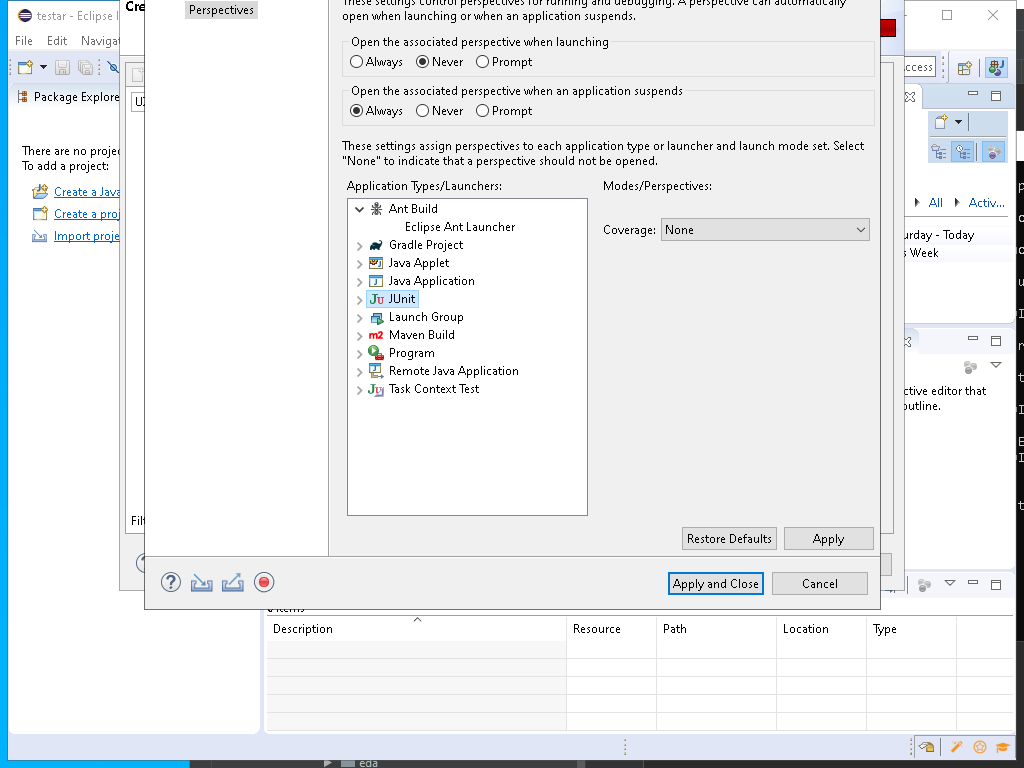 testar - Eclipse I
Cre
Perspectives
These settings control perspectives for running and debugging. A perspective can automatically
open when launching or when an application suspends.
File Edit Navigat
Open the associated perspective when launching
Always Never Prompt
Open the associated perspective when an application suspends
Always Never Prompt
ccess
Package Explore
U
These settings assign perspectives to each application type or launcher and launch mode set. Select
"None" to indicate that a perspective should not be opened.
There are no projec
To add a project:
Create a Java
Create a proj
Import proje
Application Types/Launchers:
Modes/Perspectives:
Ant Build
Eclipse Ant Launcher
Gradle Project
Java Applet
Java Application
JUnit
Launch Group
Maven Build
Program
Remote Java Application
Task Context Test
Coverage: None
All Activ...
urday - Today
s Week
ctive editor that
outline.
Filt
Restore Defaults Apply
Apply and Close Cancel
Description Resource Path Location Type
eda